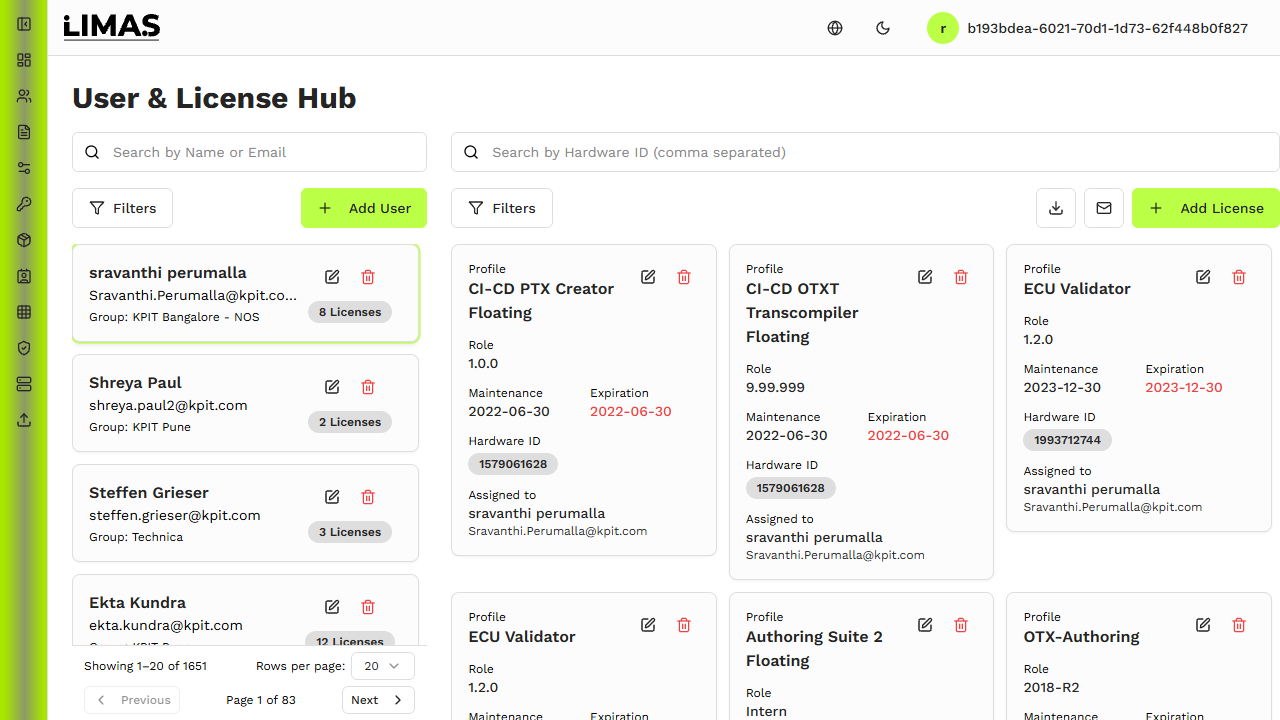 LIMAS
r
b193bdea-6021-70d1-1d73-62f448b0f827
User & License Hub
Search by Name or Email
Filters
Add User
sravanthi perumalla
Sravanthi.Perumalla@kpit.co...
Group: KPIT Bangalore - NOS
8 Licenses
Shreya Paul
shreya.paul2@kpit.com
Group: KPIT Pune
2 Licenses
Steffen Grieser
steffen.grieser@kpit.com
Group: Technica
3 Licenses
Ekta Kundra
ekta.kundra@kpit.com
12 Licenses
Showing 1–20 of 1651
Rows per page: 20
Previous
Page 1 of 83
Next
Search by Hardware ID (comma separated)
Filters
Add License
Profile
CI-CD PTX Creator
Floating
Role
1.0.0
Maintenance Expiration
2022-06-30 2022-06-30
Hardware ID
1579061628
Assigned to
sravanthi perumalla
Sravanthi.Perumalla@kpit.com
Profile
CI-CD OTXT
Transcompiler
Floating
Role
9.99.999
Maintenance Expiration
2022-06-30 2022-06-30
Hardware ID
1579061628
Assigned to
sravanthi perumalla
Sravanthi.Perumalla@kpit.com
Profile
ECU Validator
Role
1.2.0
Maintenance Expiration
2023-12-30 2023-12-30
Hardware ID
1993712744
Assigned to
sravanthi perumalla
Sravanthi.Perumalla@kpit.com
Profile
ECU Validator
Role
1.2.0
Maintenance Expiration
Profile
Authoring Suite 2
Floating
Role
Intern
Profile
OTX-Authoring
Role
2018-R2
Maintenance Expiration